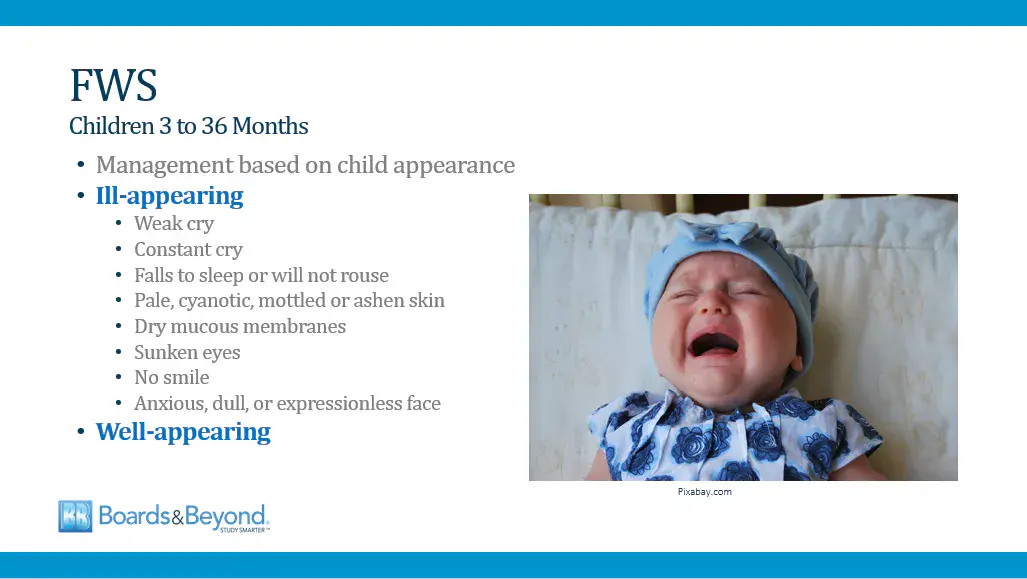 FWS
Children 3 to 36 Months
• Management based on child appearance
• Ill-appearing
• Weak cry
• Constant cry
• Falls to sleep or will not rouse
• Pale, cyanotic, mottled or ashen skin
• Dry mucous membranes
• Sunken eyes
• No smile
• Anxious, dull, or expressionless face
• Well-appearing
Pixabay.com
BB Boards&Beyond®
STUDY SMARTER™